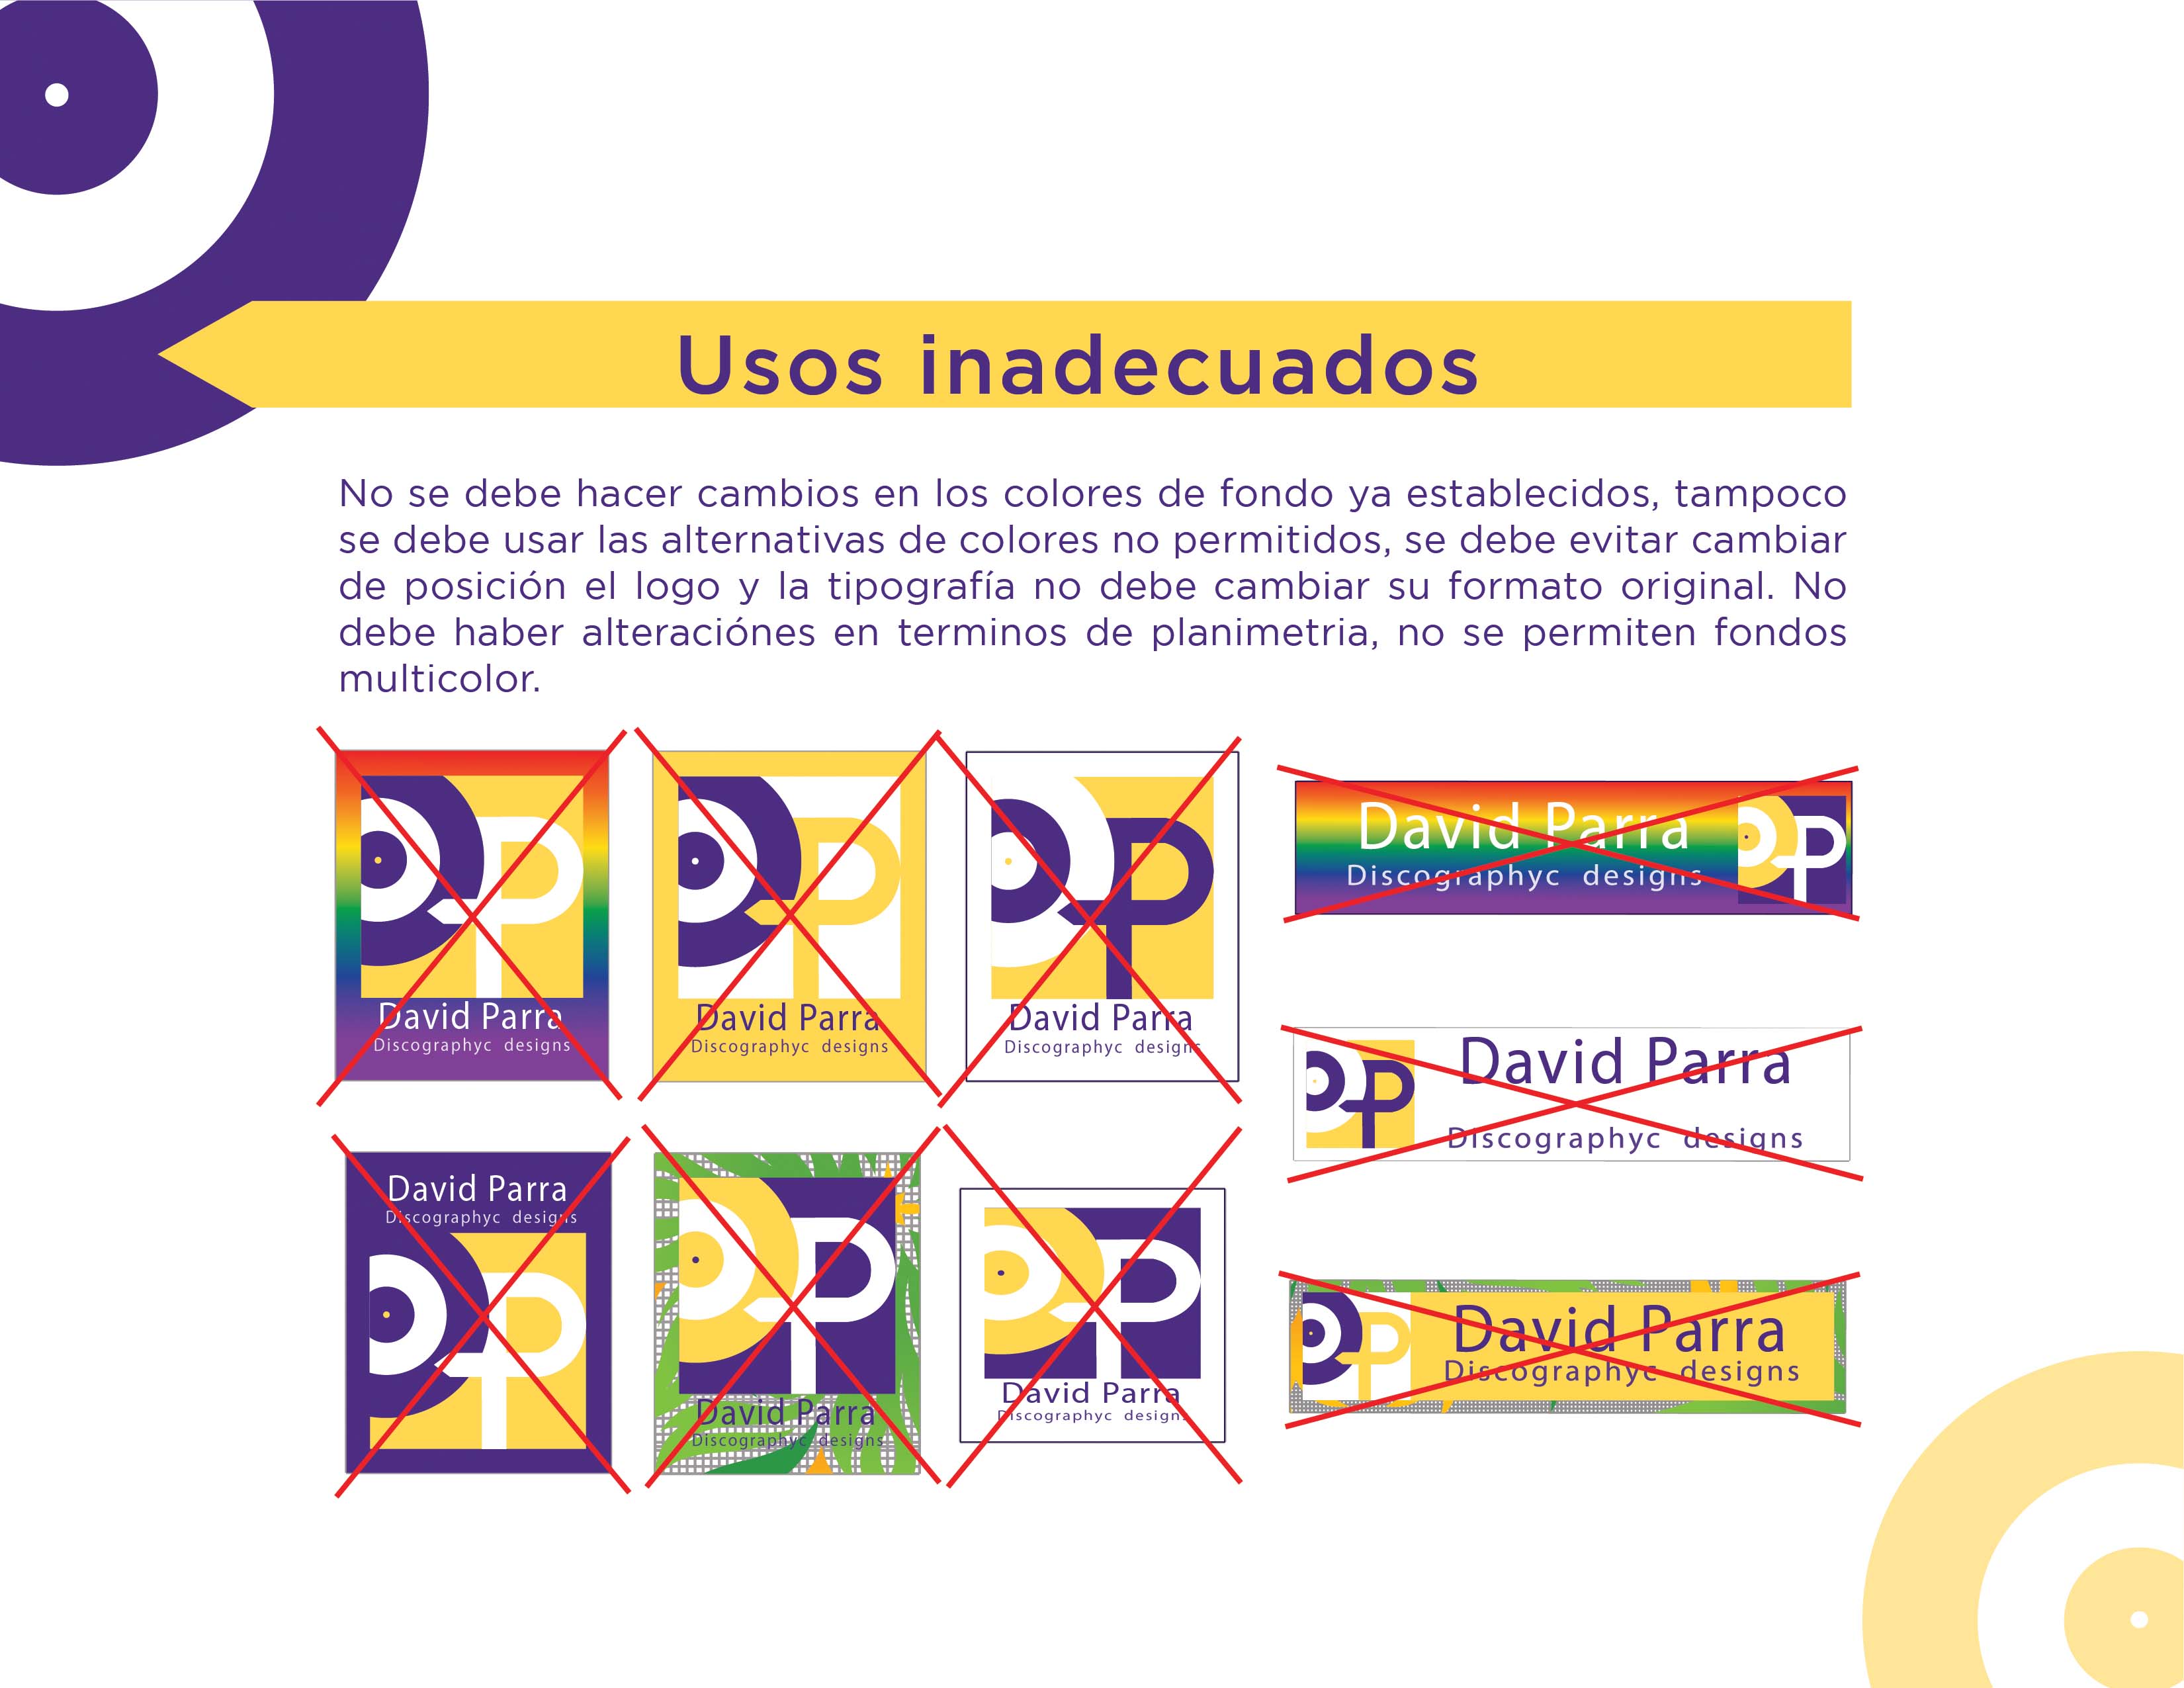 Usos inadecuados
No se debe hacer cambios en los colores de fondo ya establecidos, tampoco
se debe usar las alternativas de colores no permitidos, se debe evitar cambiar
de posición el logo y la tipografía no debe cambiar su formato original. No
debe haber alteraciónes en terminos de planimetria, no se permiten fondos
multicolor.
David Parra
Discographyc designs
David Parra
Discographyc designs
David Parra
Discographyc designs
David Parra
Discographyc designs
David Parra
Discographyc designs
David Parra
Discographyc designs
David Parra
Discographyc designs
David Parra
Discographyc designs
David Parra
Discographyc designs